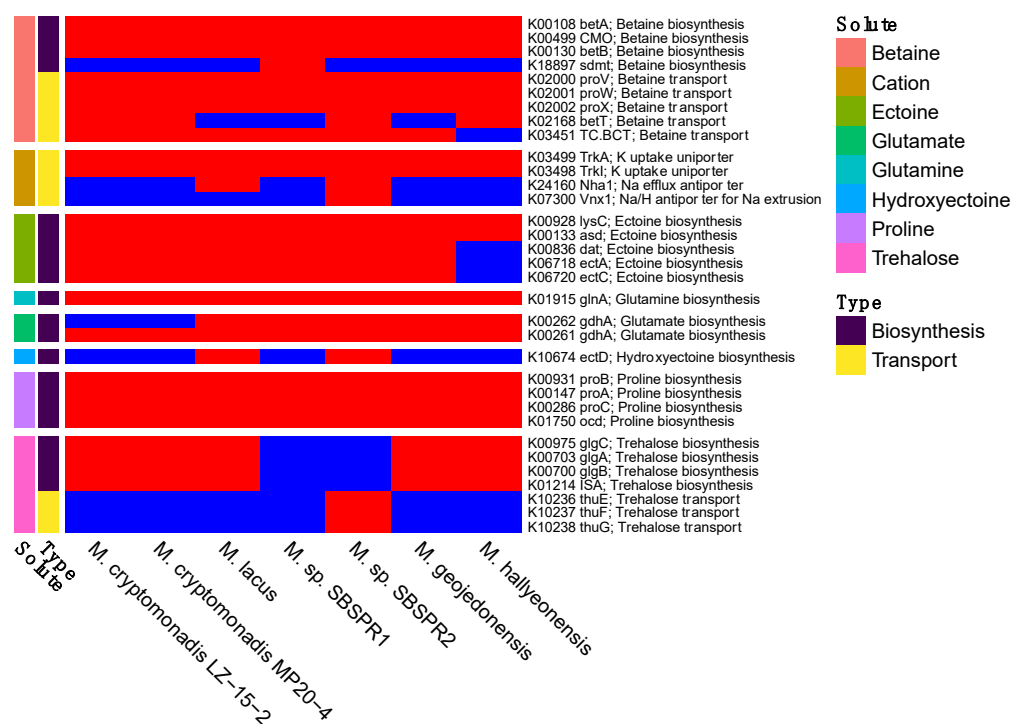 K00108 betA; Betaine biosynthesis
K00499 CMO; Betaine biosynthesis
K00130 betB; Betaine biosynthesis
K18897 sdmt; Betaine biosynthesis
K02000 proV; Betaine transport
K02001 proW; Betaine transport
K02002 proX; Betaine transport
K02168 betT; Betaine transport
K03451 TC.BCT; Betaine transport
K03499 TrkA; K uptake uniporter
K03498 TrkI; K uptake uniporter
K24160 Nha1; Na efflux antiporter
K07300 Vnx1; Na/H antiporter for Na extrusion
K00928 lysC; Ectoine biosynthesis
K00133 asd; Ectoine biosynthesis
K00836 dat; Ectoine biosynthesis
K06718 ectA; Ectoine biosynthesis
K06720 ectC; Ectoine biosynthesis
K01915 glnA; Glutamine biosynthesis
K00262 gdhA; Glutamate biosynthesis
K00261 gdhA; Glutamate biosynthesis
K10674 ectD; Hydroxyectoine biosynthesis
K00931 proB; Proline biosynthesis
K00147 proA; Proline biosynthesis
K00286 proC; Proline biosynthesis
K01750 ocd; Proline biosynthesis
K00975 glgC; Trehalose biosynthesis
K00703 glgA; Trehalose biosynthesis
K00700 glgB; Trehalose biosynthesis
K01214 ISA; Trehalose biosynthesis
K10236 thuE; Trehalose transport
K10237 thuF; Trehalose transport
K10238 thuG; Trehalose transport
Solute
Type
M. cryptomonadis LZ-15-2
M. cryptomonadis MP20-4
M. lacus
M. sp. SBSPR1
M. sp. SBSPR2
M. geojedonensis
M. hallyeonensis
Solute
Betaine
Cation
Ectoine
Glutamate
Glutamine
Hydroxyectoine
Proline
Trehalose
Type
Biosynthesis
Transport